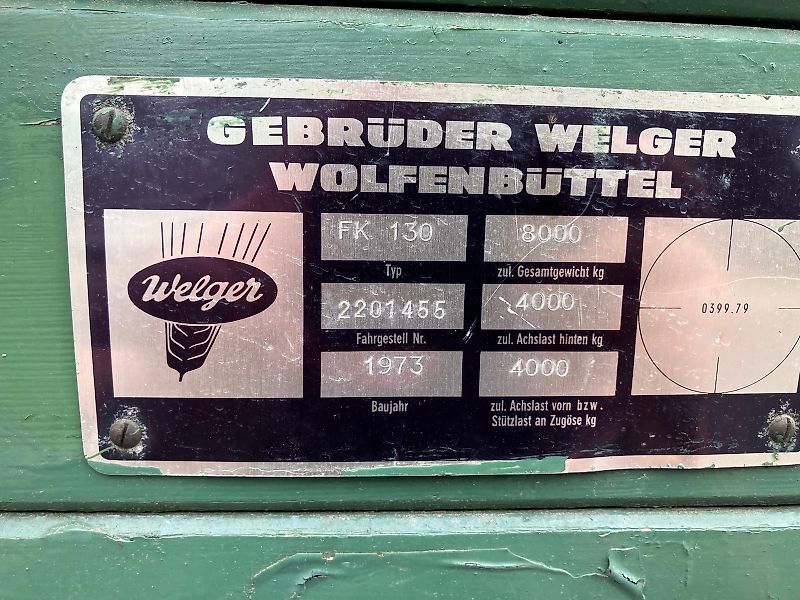 GEBRÜDER WELGER
WOLFENBÜTTEL
Welger
FK 130
Typ
2201455
Fahrgestell Nr.
1973
Baujahr
8000
zul. Gesamtgewicht kg
4000
zul. Achslast hinten kg
4000
zul. Achslast vorn bzw.
Stützlast an Zugöse kg
0399.79